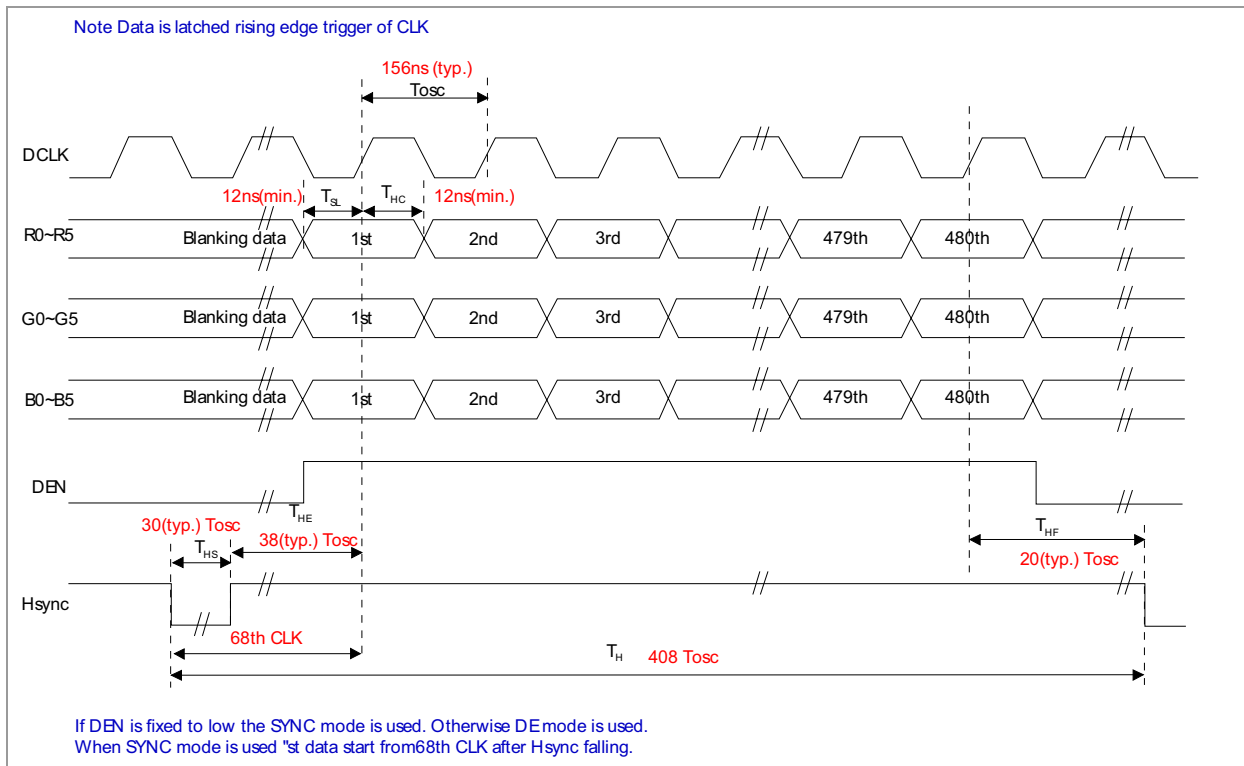 Note Data is latched rising edge trigger of CLK
156ns (typ.)
Tosc
DCLK
12ns(min.) TSL THC 12ns(min.)
R0~R5 Blanking data 1st 2nd 3rd 479th 480th
G0~G5 Blanking data 1st 2nd 3rd 479th 480th
B0~B5 Blanking data 1st 2nd 3rd 479th 480th
DEN
THE
30(typ.) Tosc
THS
38(typ.) Tosc
THF
20(typ.) Tosc
Hsync
68th CLK
TH 408 Tosc
If DEN is fixed to low the SYNC mode is used. Otherwise DE mode is used.
When SYNC mode is used "st data start from68th CLK after Hsync falling.